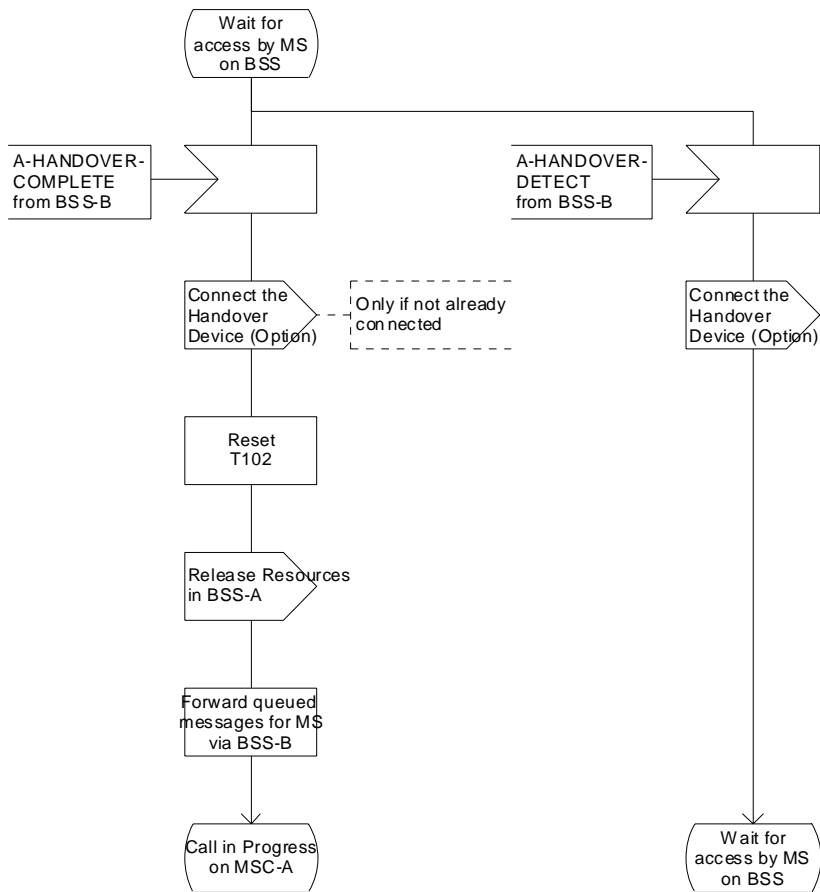 Wait for
access by MS
on BSS
A-HANDOVER-
COMPLETE
from BSS-B
A-HANDOVER-
DETECT
from BSS-B
Connect the
Handover
Device (Option)
Only if not already
connected
Connect the
Handover
Device (Option)
Reset
T102
Release Resources
in BSS-A
Forward queued
messages for MS
via BSS-B
Call in Progress
on MSC-A
Wait for
access by MS
on BSS